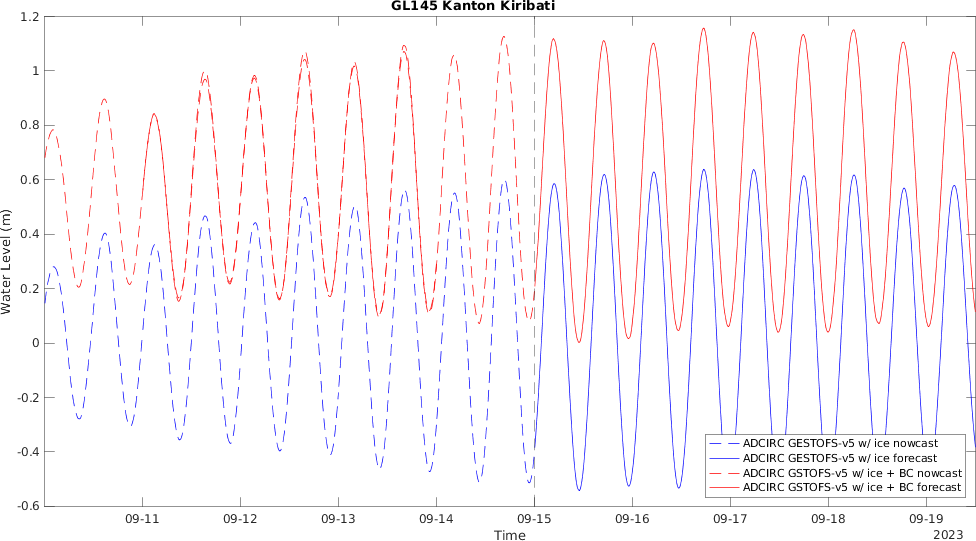 GL145 Kanton Kiribati
1.2
1
0.8
0.6
0.4
0.2
0
-0.2
-0.4
-0.6
Water Level (m)
09-11 09-12 09-13 09-14 09-15 09-16 09-17 09-18 09-19
Time
2023
ADCIRC GESTOFS-v5 w/ ice nowcast
ADCIRC GESTOFS-v5 w/ ice forecast
ADCIRC GSTOFS-v5 w/ ice + BC nowcast
ADCIRC GSTOFS-v5 w/ ice + BC forecast